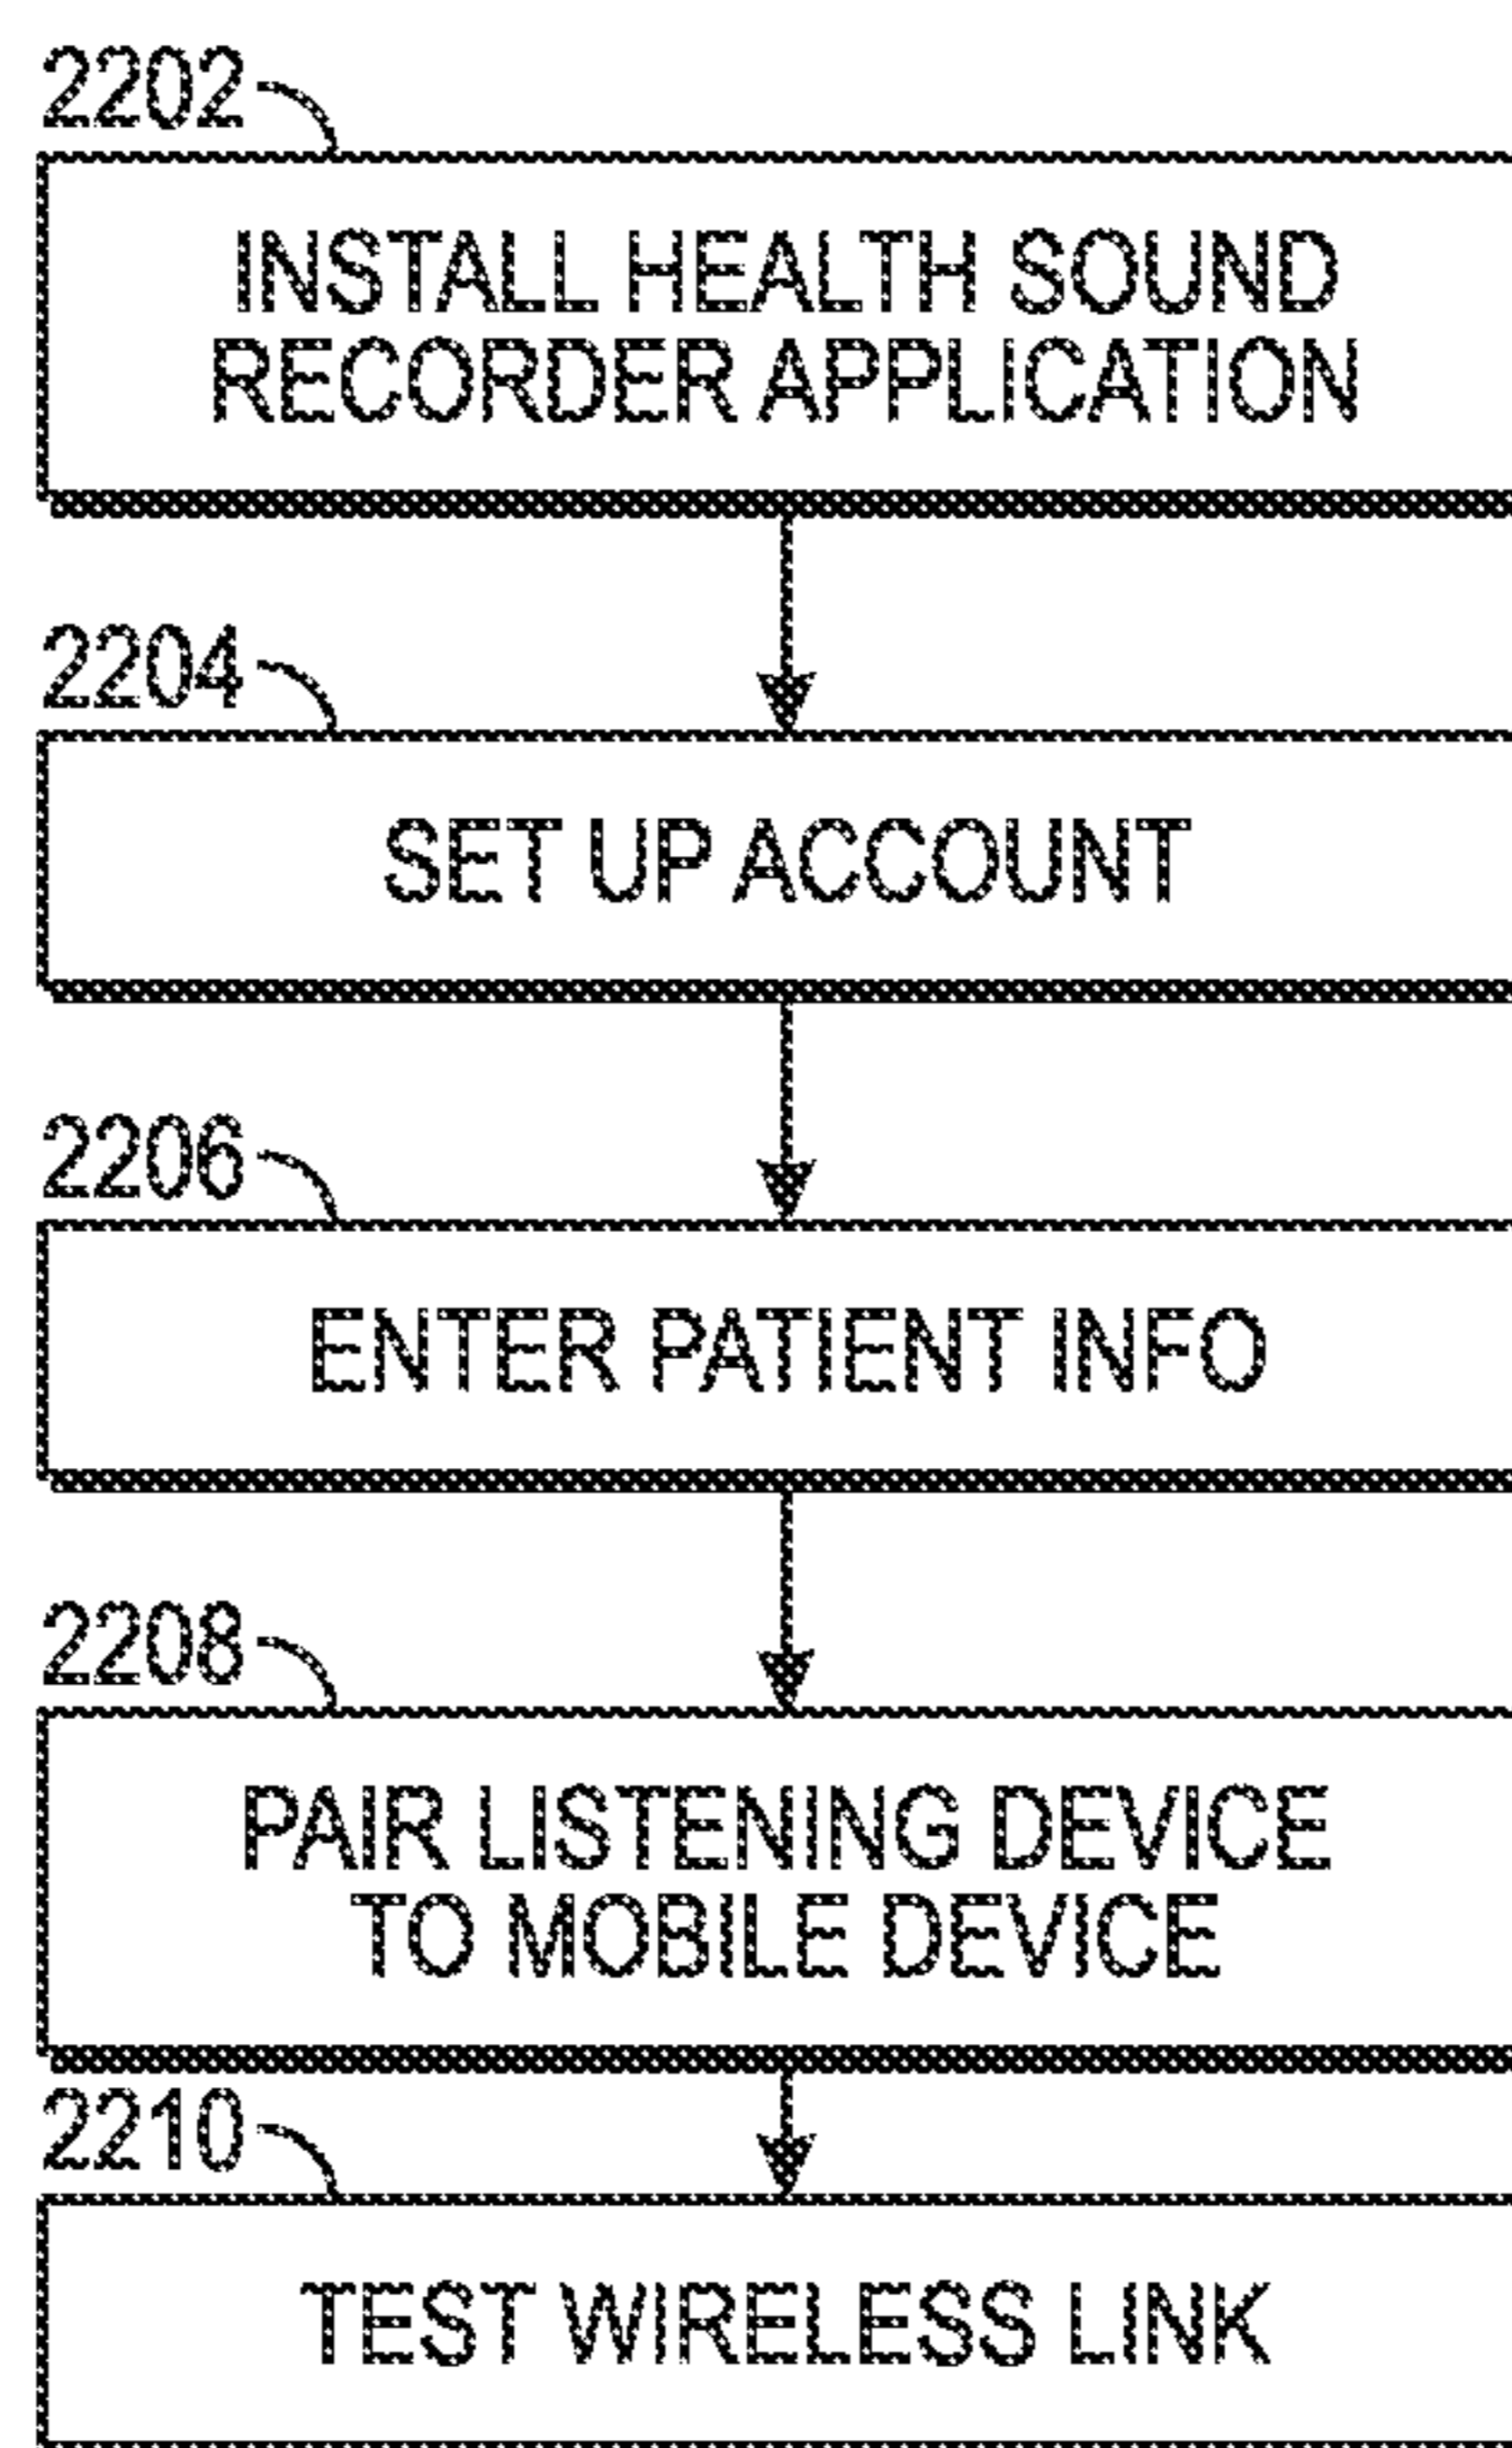 2202
INSTALL HEALTH SOUND
RECORDER APPLICATION
2204
SET UP ACCOUNT
2206
ENTER PATIENT INFO
2208
PAIR LISTENING DEVICE
TO MOBILE DEVICE
2210
TEST WIRELESS LINK